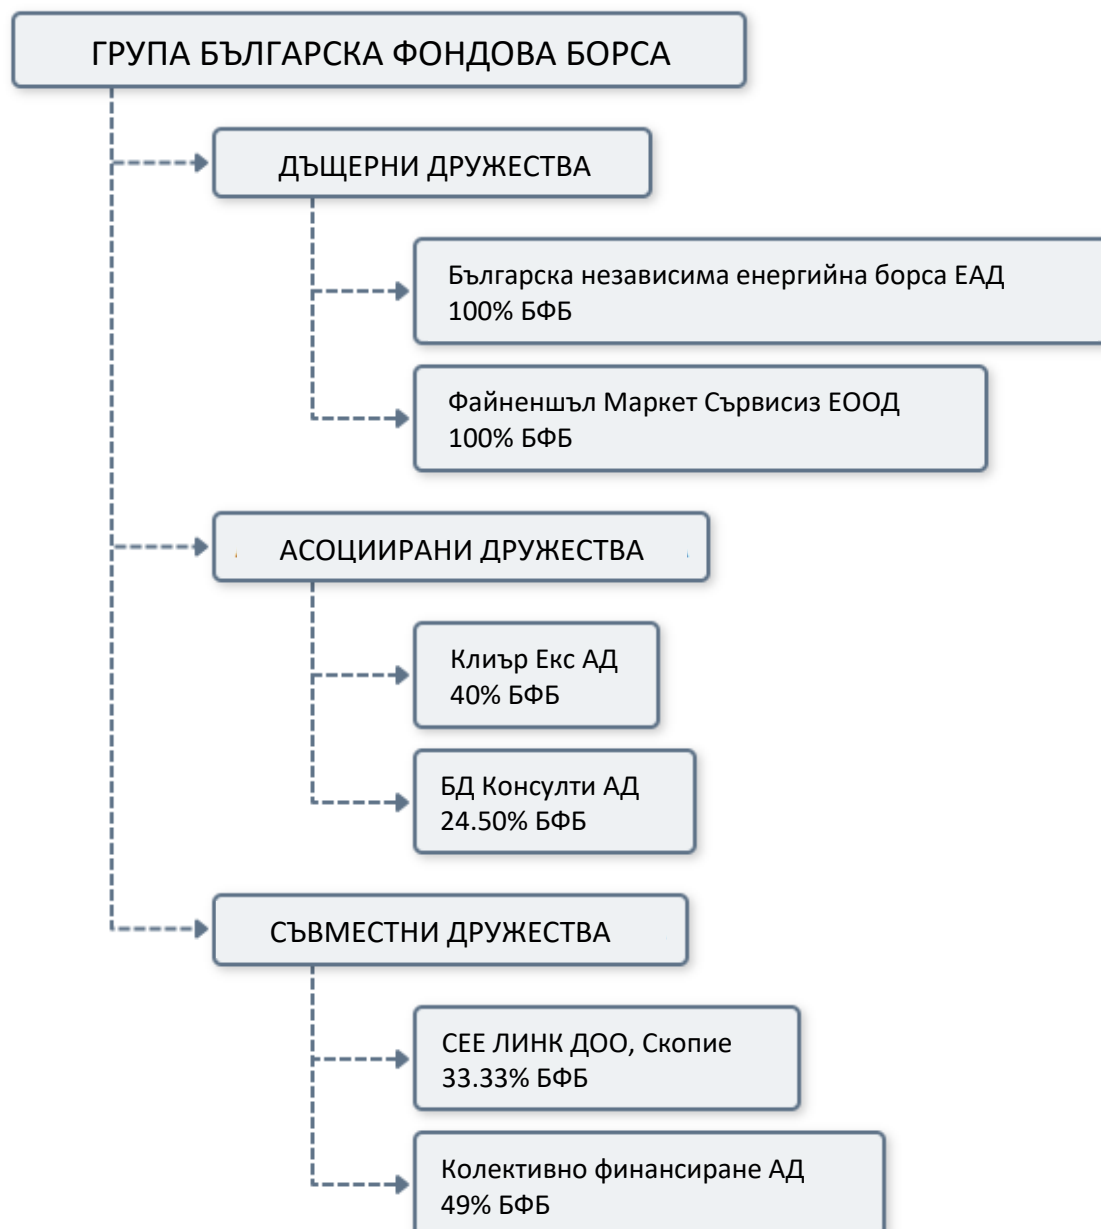 ГРУПА БЪЛГАРСКА ФОНДОВА БОРСА
ДЪЩЕРНИ ДРУЖЕСТВА
Българска независима енергийна борса ЕАД
100% БФБ
Файненшъл Маркет Сървисиз ЕООД
100% БФБ
АСОЦИИРАНИ ДРУЖЕСТВА
Клиър Екс АД
40% БФБ
БД Консулти АД
24.50% БФБ
СЪВМЕСТНИ ДРУЖЕСТВА
СЕЕ ЛИНК ДОО, Скопие
33.33% БФБ
Колективно финансиране АД
49% БФБ